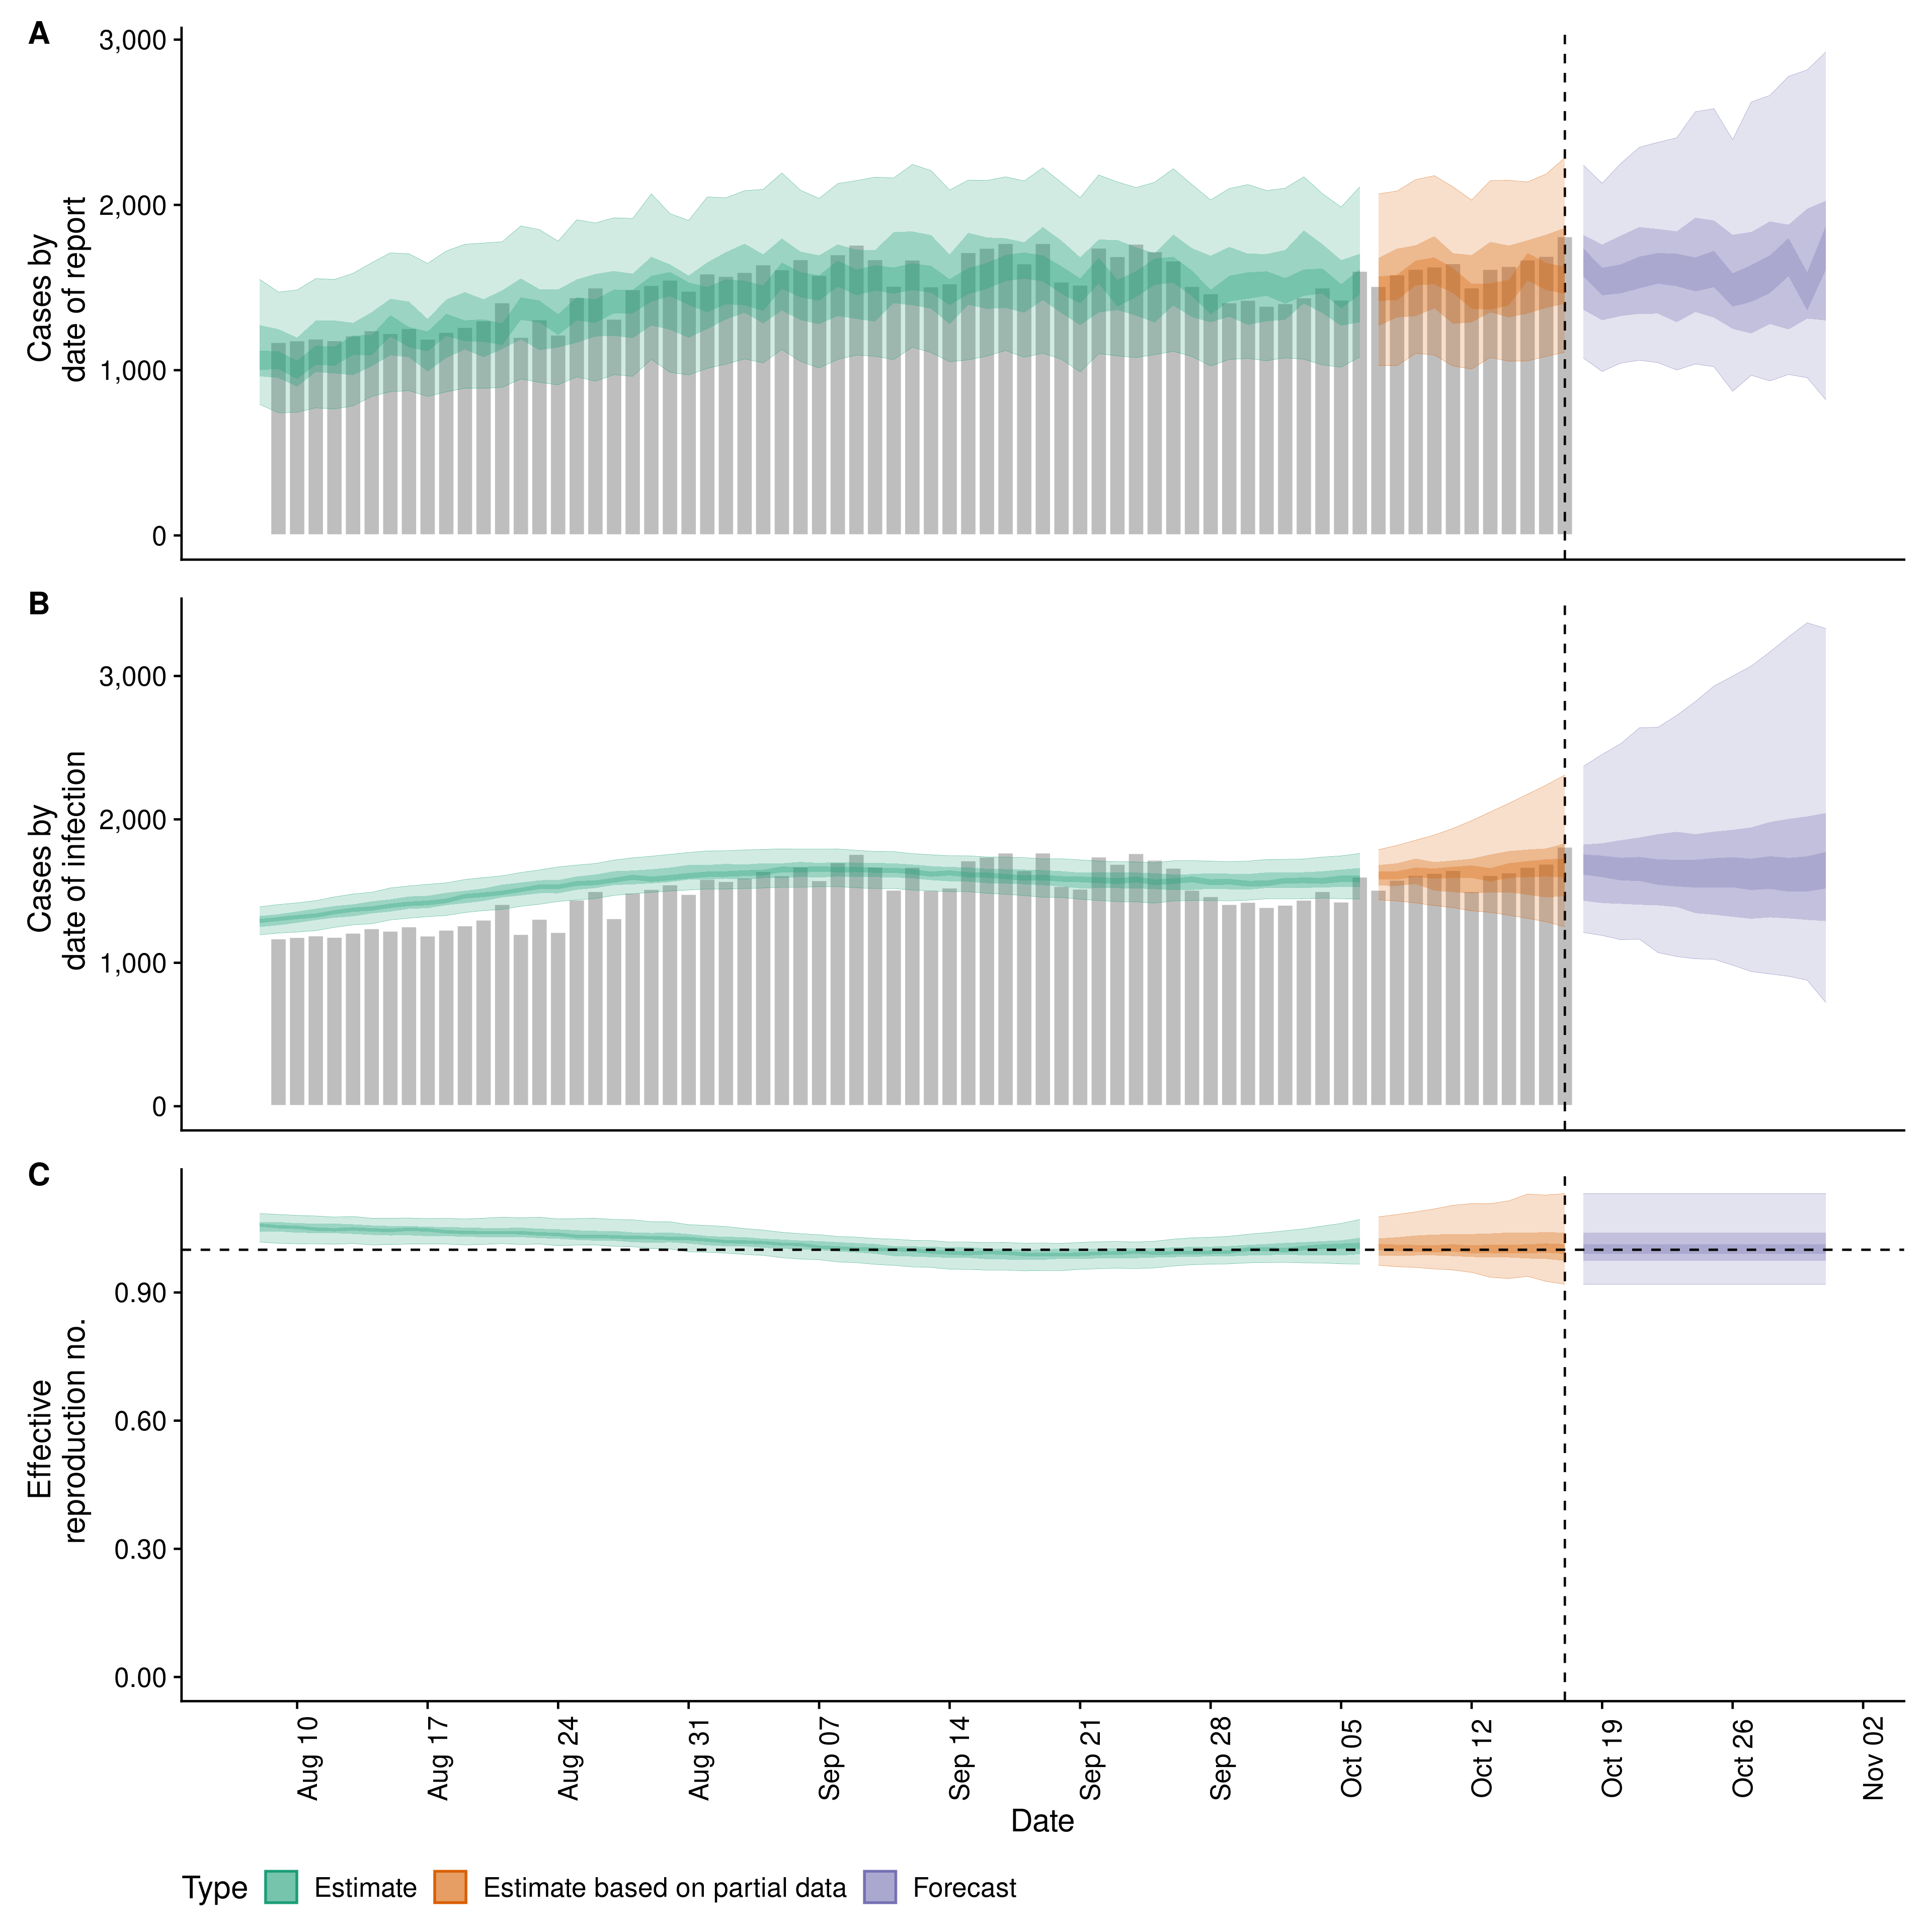 A
Cases by
date of report
3,000
2,000
1,000
0
B
Cases by
date of infection
3,000
2,000
1,000
0
C
Effective
reproduction no.
0.90
0.60
0.30
0.00
Aug 10
Aug 17
Aug 24
Aug 31
Sep 07
Sep 14
Sep 21
Sep 28
Oct 05
Oct 12
Oct 19
Oct 26
Nov 02
Date
Type Estimate Estimate based on partial data Forecast